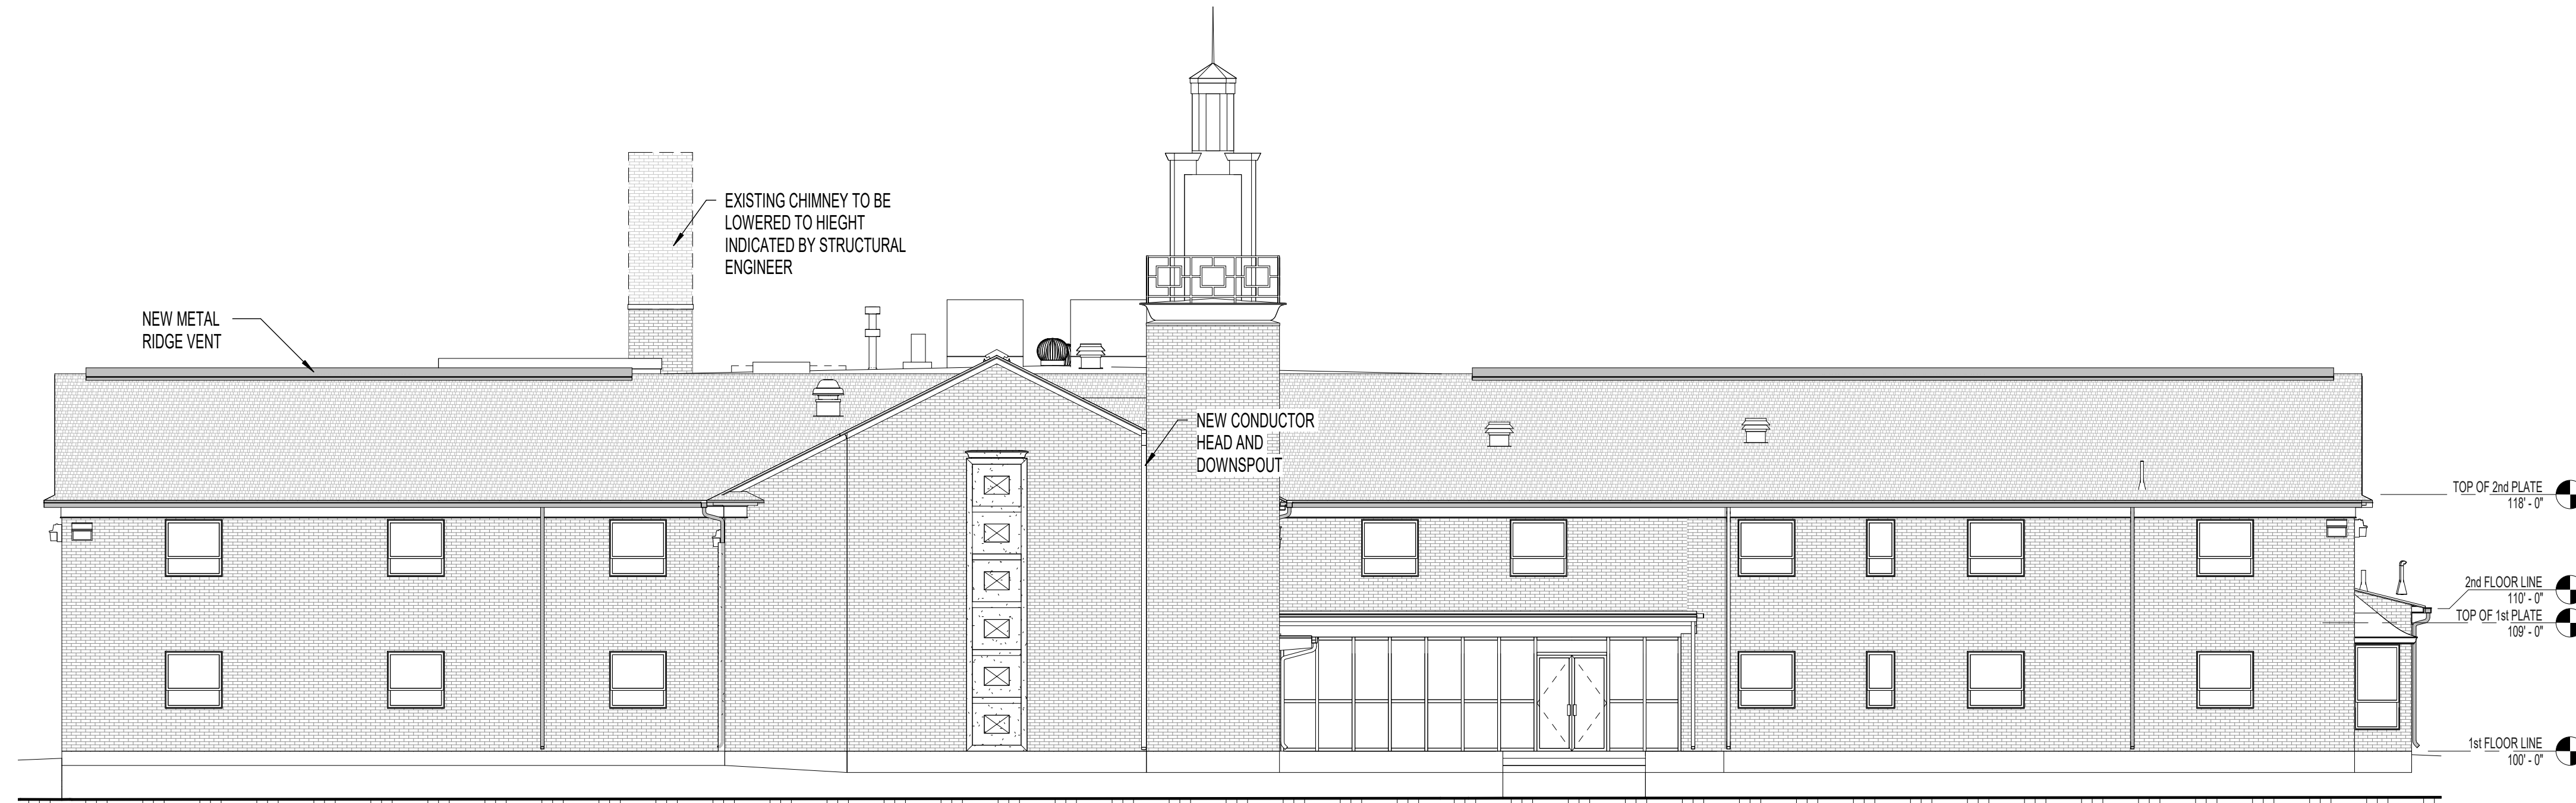 EXISTING CHIMNEY TO BE
LOWERED TO HIEGHT
INDICATED BY STRUCTURAL
ENGINEER
NEW METAL
RIDGE VENT
NEW CONDUCTOR
HEAD AND
DOWNSPOUT
TOP OF 2nd PLATE
118' - 0"
2nd FLOOR LINE
110' - 0"
TOP OF 1st PLATE
109' - 0"
1st FLOOR LINE
100' - 0"